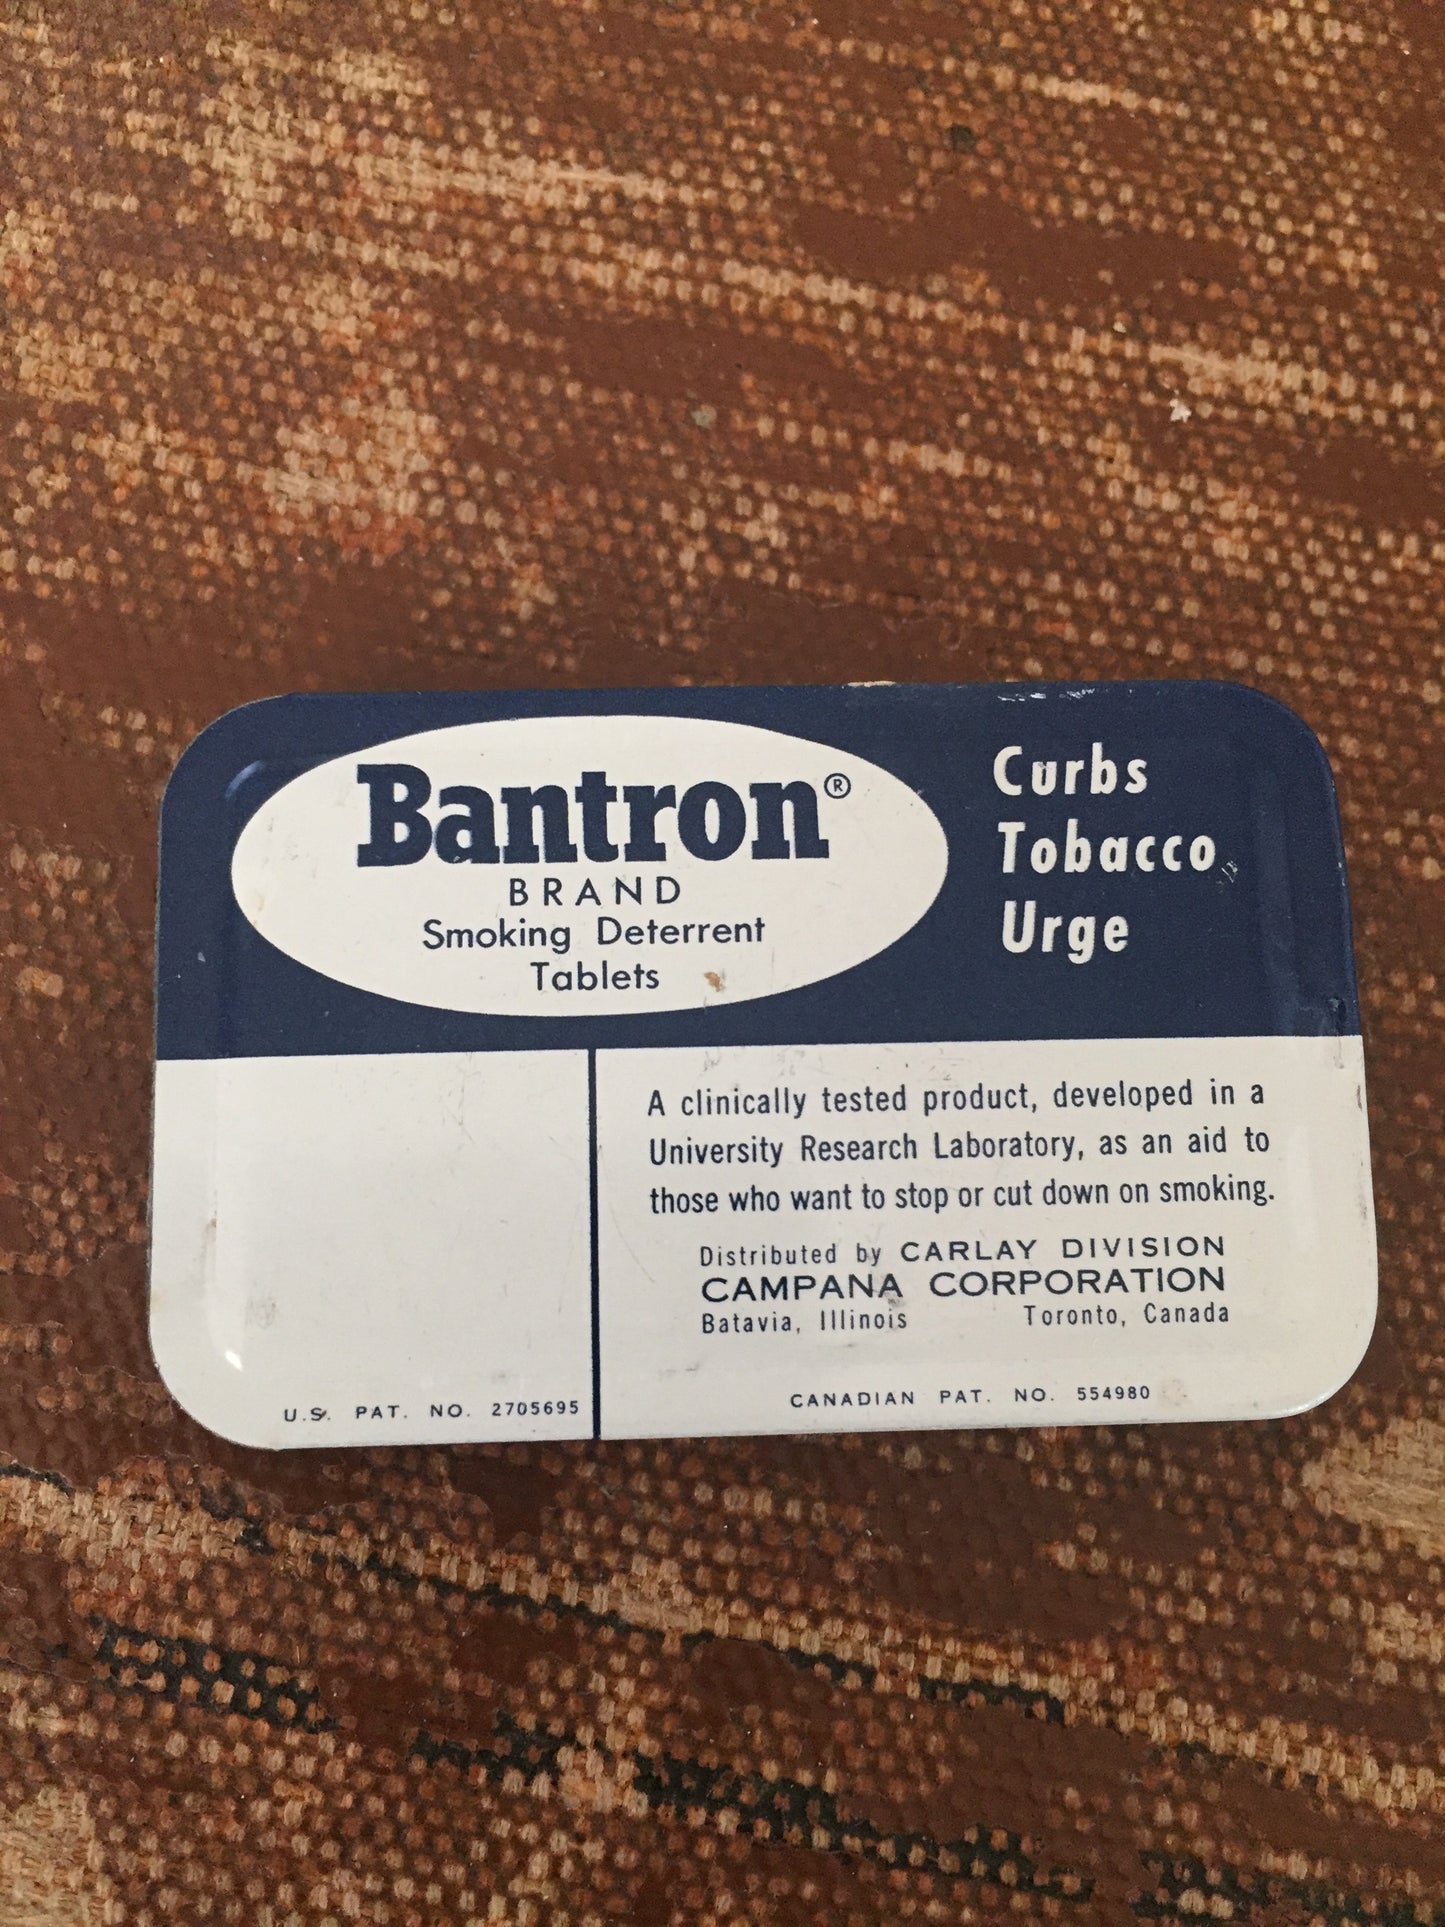 Bantron®
BRAND
Smoking Deterrent
Tablets
Curbs
Tobacco
Urge
A clinically tested product, developed in a
University Research Laboratory, as an aid to
those who want to stop or cut down on smoking.
Distributed by CARLAY DIVISION
CAMPANA CORPORATION
Batavia, Illinois Toronto, Canada
U.S. PAT. NO. 2705695
CANADIAN PAT. NO. 554980